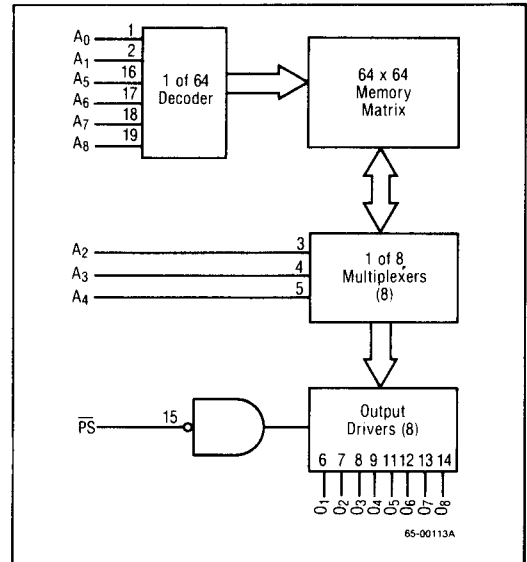 A0 1
A1 2
A5 16
A6 17
A7 18
A8 19
1 of 64
Decoder
64 x 64
Memory
Matrix
A2 3
A3 4
A4 5
1 of 8
Multiplexers
(8)
PS 15
Output
Drivers (8)
6 7 8 9 11 12 13 14
O1 O2 O3 O4 O5 O6 O7 O8
65-00113A